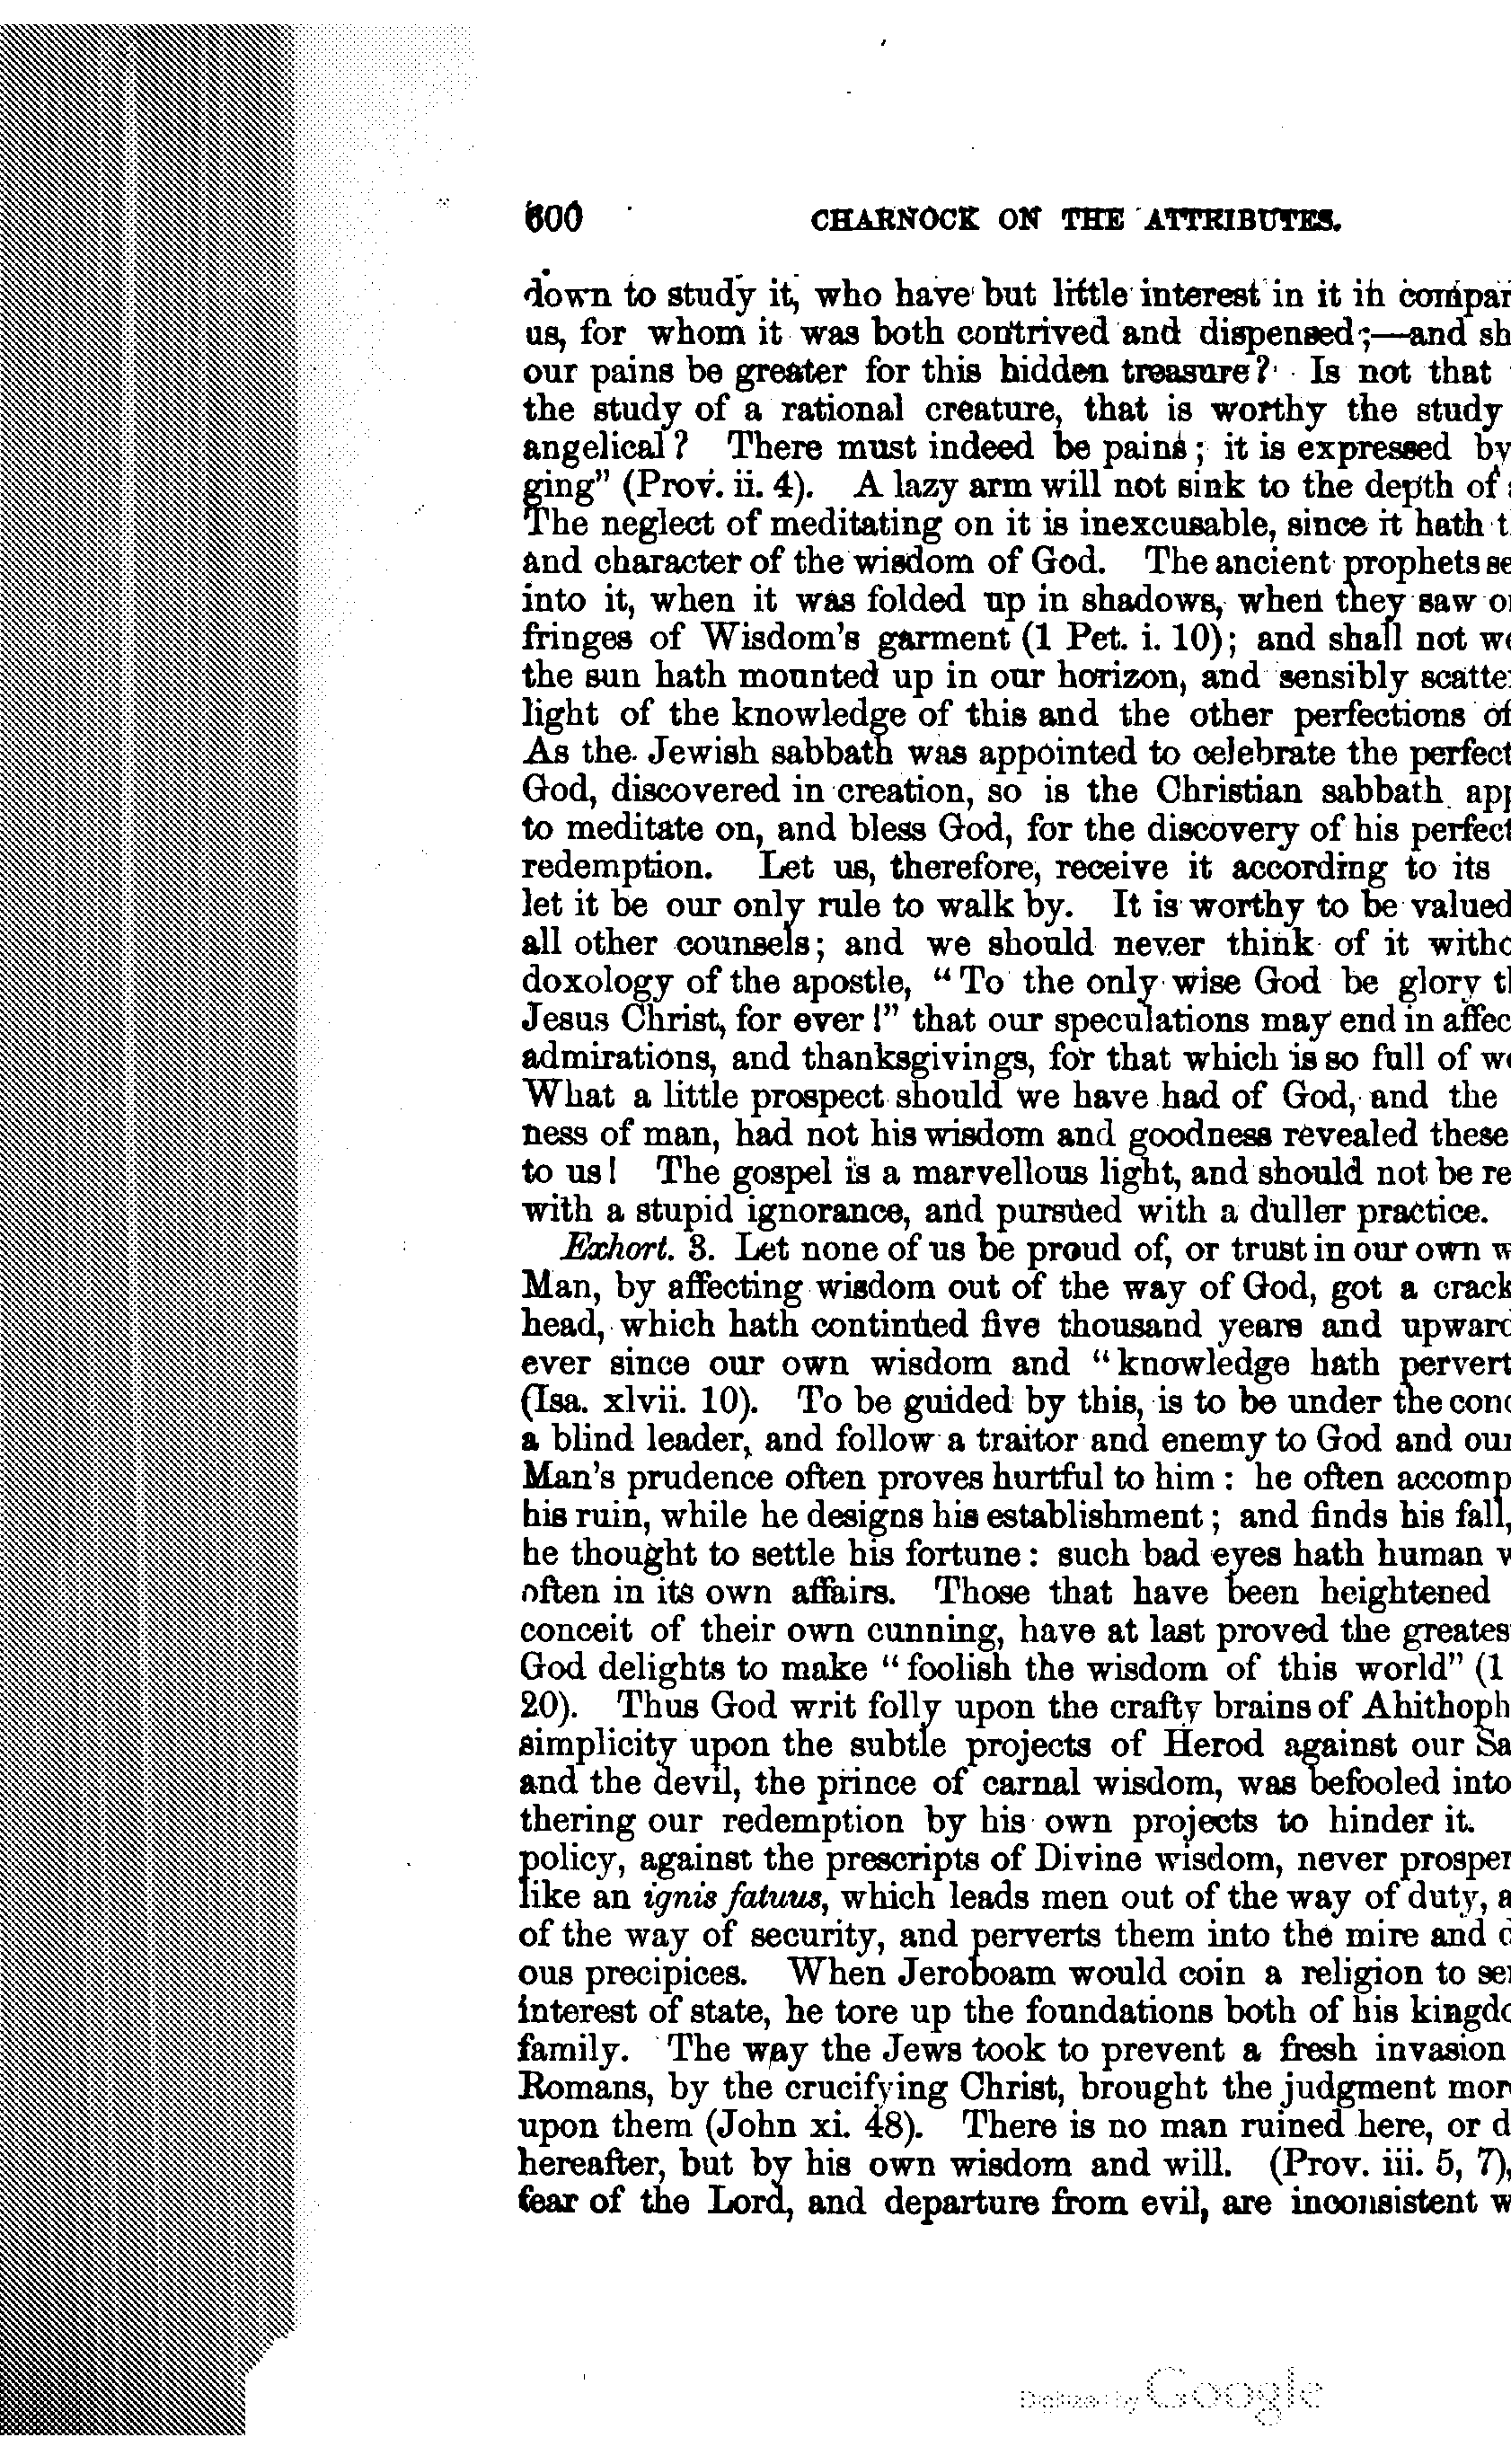 600 CHARNOCK ON THE ATTRIBUTES.
down to study it, who have but little interest in it in compar
us, for whom it was both contrived and dispensed;—and sh
our pains be greater for this hidden treasure? Is not that
the study of a rational creature, that is worthy the study
angelical? There must indeed be pains; it is expressed by
ging” (Prov. ii. 4). A lazy arm will not sink to the depth of
The neglect of meditating on it is inexcusable, since it hath t
and character of the wisdom of God. The ancient prophets se
into it, when it was folded up in shadows, when they saw o
fringes of Wisdom's garment (1 Pet. i. 10); and shall not we
the sun hath mounted up in our horizon, and sensibly scatte
light of the knowledge of this and the other perfections of
As the Jewish sabbath was appointed to celebrate the perfect
God, discovered in creation, so is the Christian sabbath app
to meditate on, and bless God, for the discovery of his perfect
redemption. Let us, therefore, receive it according to its
let it be our only rule to walk by. It is worthy to be valued
all other counsels; and we should never think of it witho
doxology of the apostle, “To the only wise God be glory t
Jesus Christ, for ever!” that our speculations may end in affec
admirations, and thanksgivings, for that which is so full of wo
What a little prospect should we have had of God, and the
ness of man, had not his wisdom and goodness revealed these
to us! The gospel is a marvellous light, and should not be re
with a stupid ignorance, and pursued with a duller practice.
Exhort. 3. Let none of us be proud of, or trust in our own w
Man, by affecting wisdom out of the way of God, got a crack
head, which hath continued five thousand years and upward
ever since our own wisdom and “knowledge hath pervert
(Isa. xlvii. 10). To be guided by this, is to be under the cond
a blind leader, and follow a traitor and enemy to God and our
Man's prudence often proves hurtful to him: he often accomp
his ruin, while he designs his establishment; and finds his fall,
he thought to settle his fortune: such bad eyes hath human w
often in its own affairs. Those that have been heightened
conceit of their own cunning, have at last proved the greates
God delights to make “foolish the wisdom of this world” (1
20). Thus God writ folly upon the crafty brains of Ahithoph
simplicity upon the subtle projects of Herod against our Sa
and the devil, the prince of carnal wisdom, was befooled into
thering our redemption by his own projects to hinder it.
policy, against the prescripts of Divine wisdom, never prosper
like an ignis fatuus, which leads men out of the way of duty, a
of the way of security, and perverts them into the mire and d
ous precipices. When Jeroboam would coin a religion to se
interest of state, he tore up the foundations both of his kingdo
family. The way the Jews took to prevent a fresh invasion
Romans, by the crucifying Christ, brought the judgment mor
upon them (John xi. 48). There is no man ruined here, or d
hereafter, but by his own wisdom and will. (Prov. iii. 5, 7),
fear of the Lord, and departure from evil, are inconsistent w
Digitized by Google